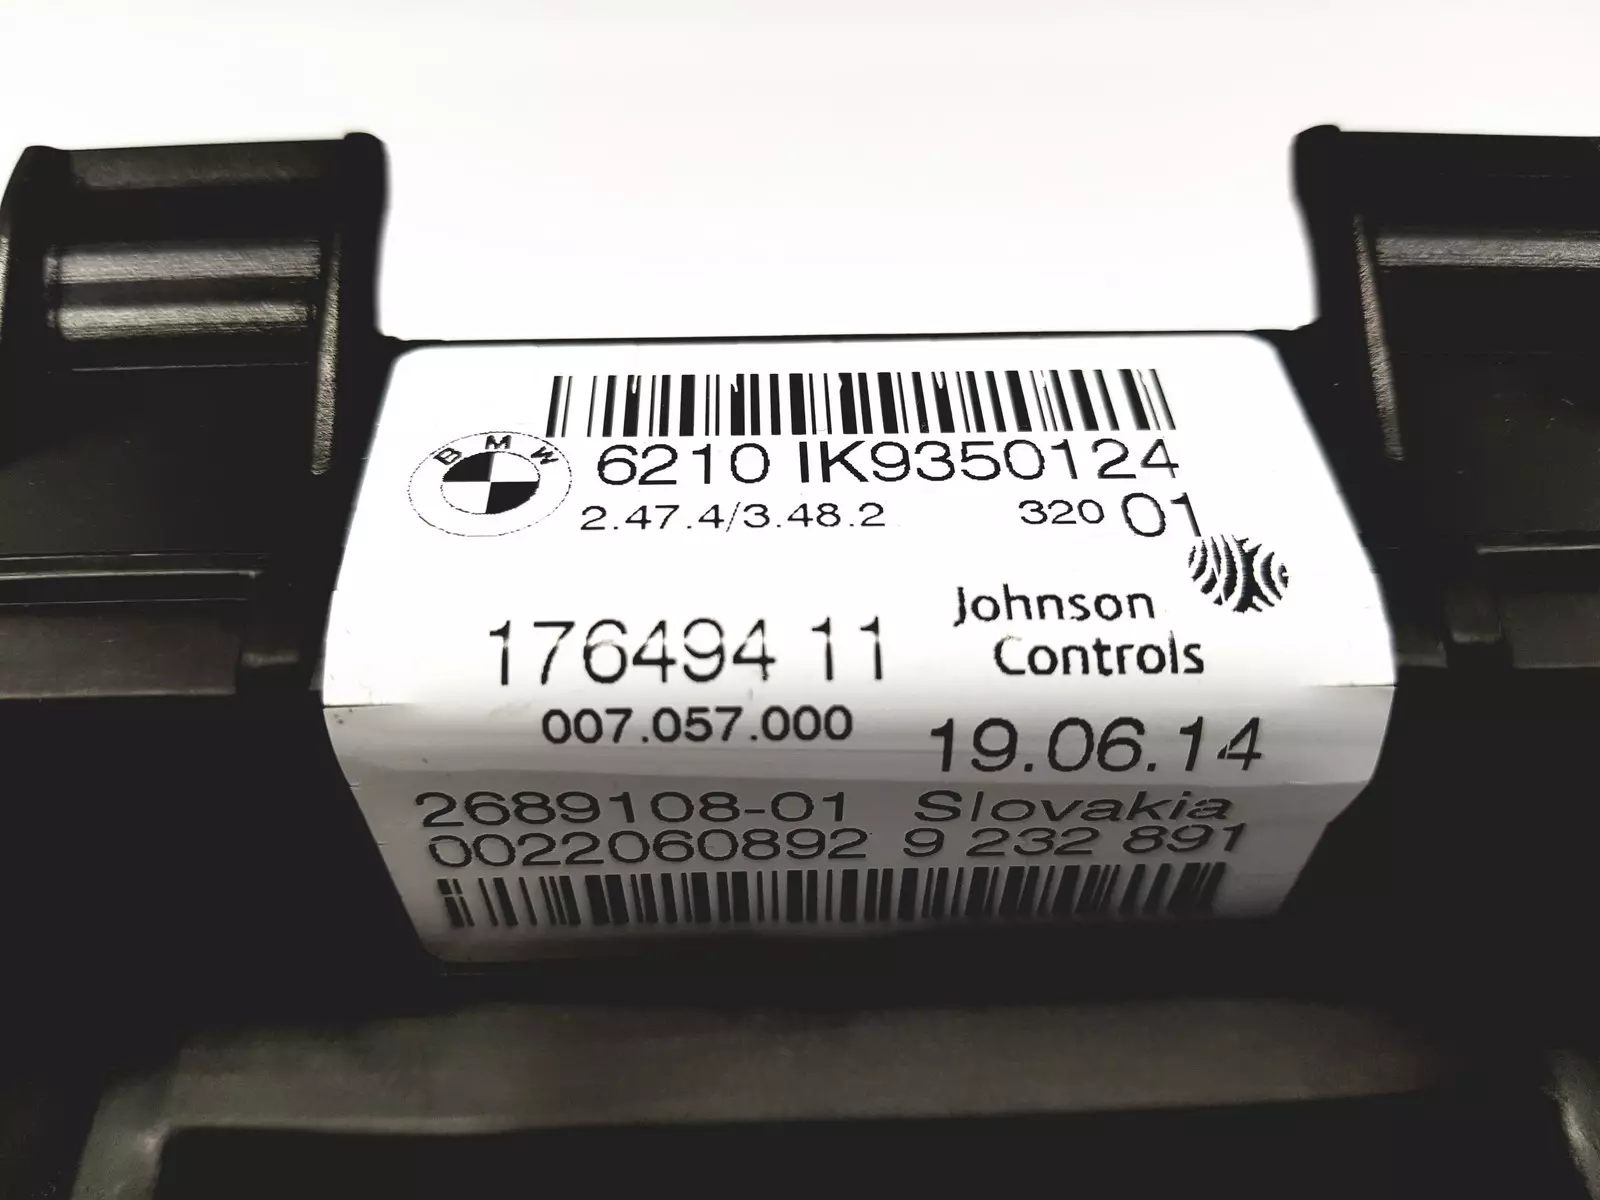 BMW
6210 IK9350124
2.47.4/3.48.2 320 01
Johnson
Controls
176494 11
007.057.000 19.06.14
2689108-01 Slovakia
0022060892 9 232 891